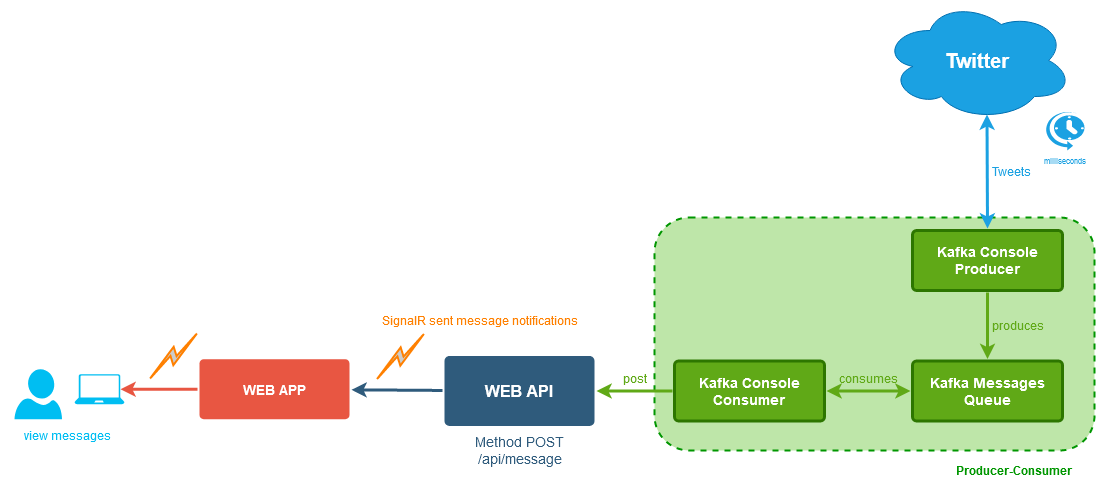 Twitter
milliseconds
Tweets
Kafka Console
Producer
produces
SignalR sent message notifications
WEB APP
WEB API
post
Kafka Console
Consumer
consumes
Kafka Messages
Queue
view messages
Method POST
/api/message
Producer-Consumer